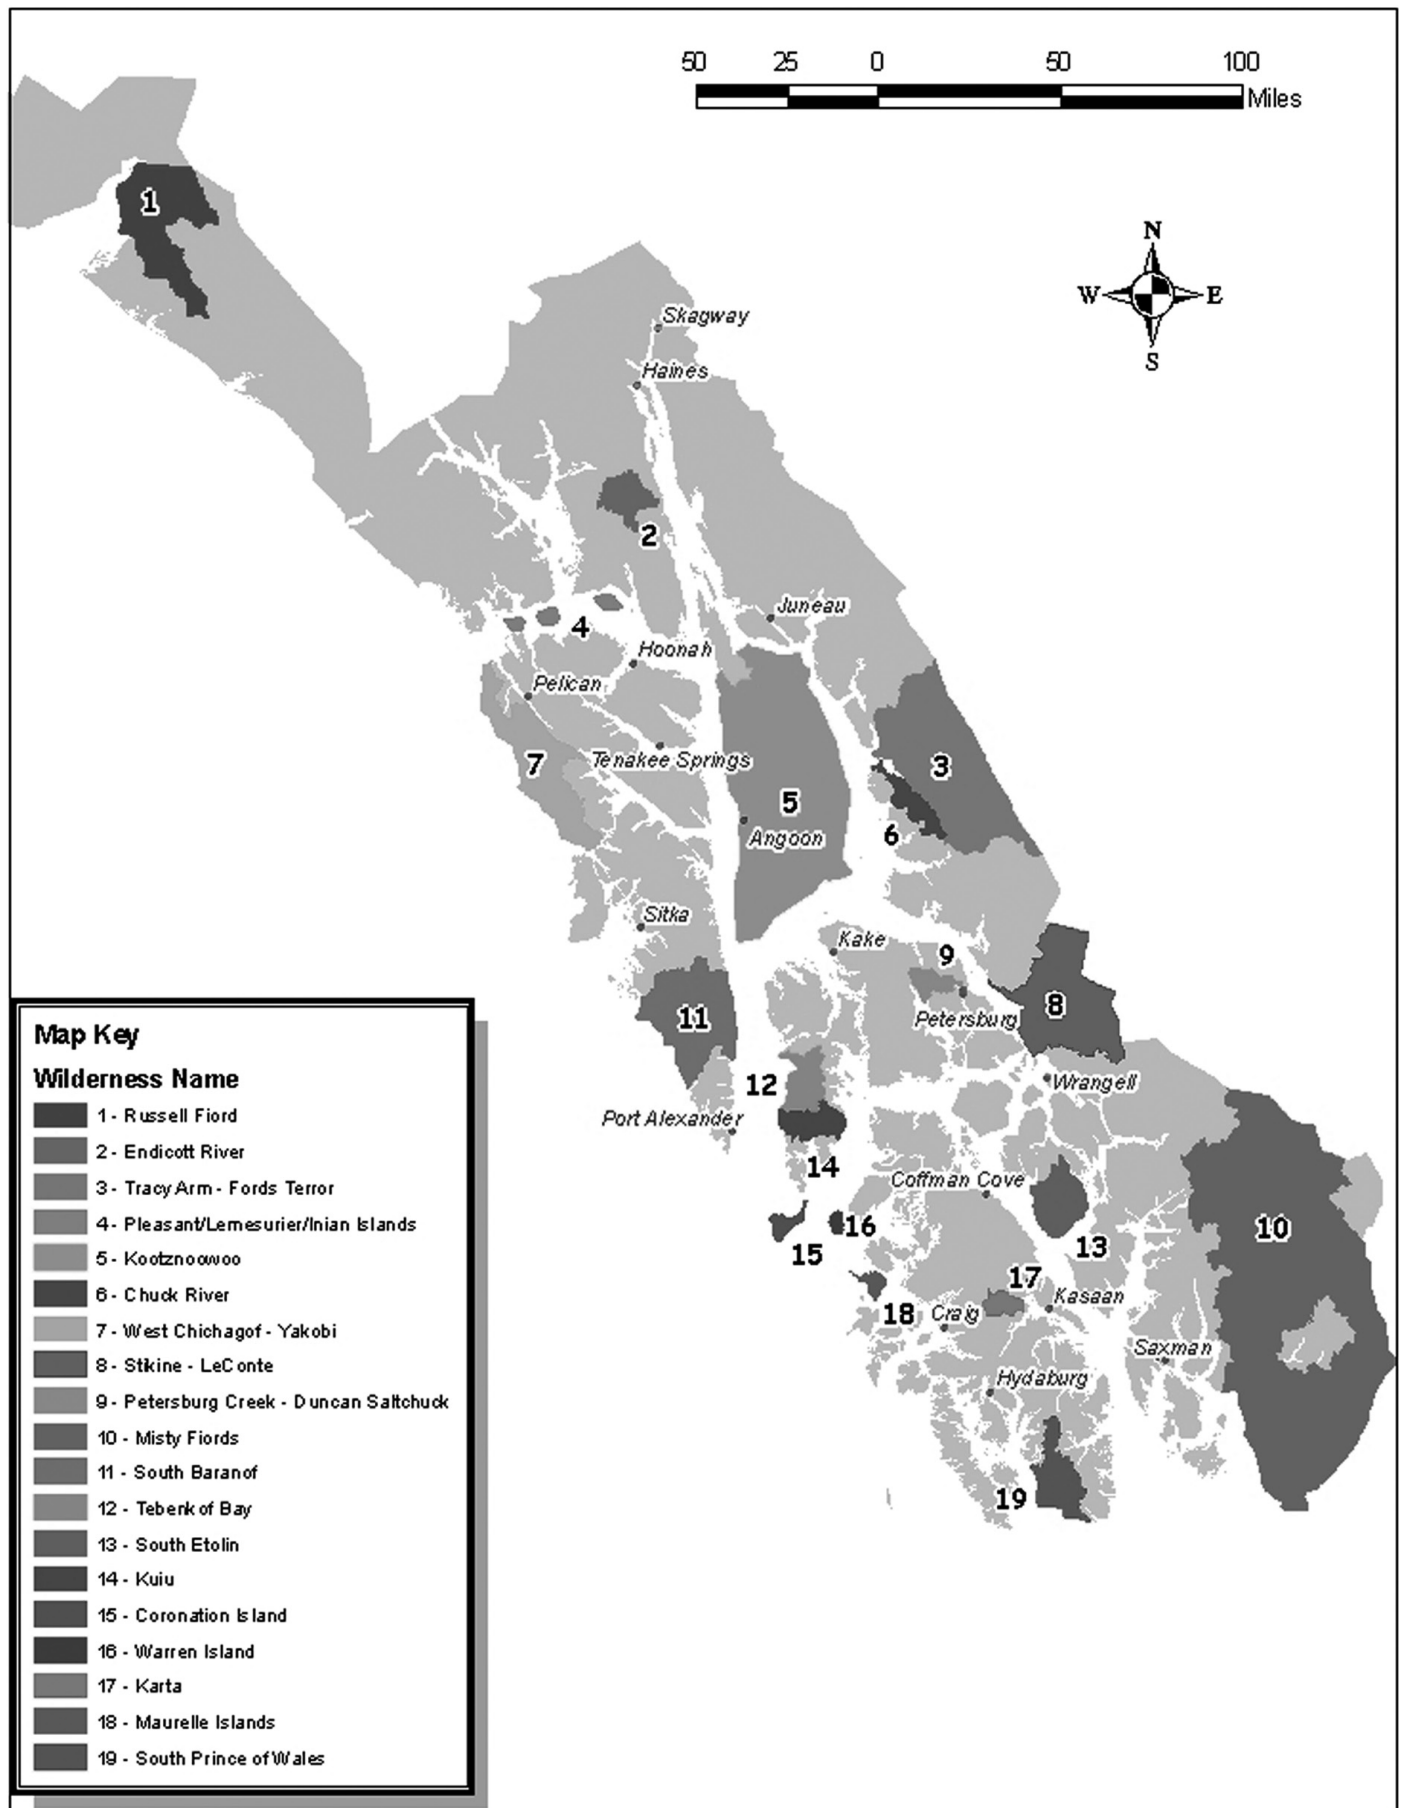 50 25 0 50 100
Miles
N
W E
S
1
Skagway
Haines
2
Juneau
4
Hoonah
Pelican
7
Tenakee Springs
3
5
6
Angoon
Sitka
Kake
9
8
11
Petersburg
12
Wrangell
Port Alexander
14
Coffman Cove
16
15
13
10
17
Kasaan
18
Craig
Saxman
Hydaburg
19
Map Key
Wilderness Name
1 - Russell Fiord
2 - Endicott River
3 - Tracy Arm - Fords Terror
4 - Pleasant/Lemesurier/Inian Islands
5 - Kootznoowoo
6 - Chuck River
7 - West Chichagof - Yakobi
8 - Stikine - LeConte
9 - Petersburg Creek - Duncan Saltchuck
10 - Misty Fiords
11 - South Baranof
12 - Tebenkof Bay
13 - South Etolin
14 - Kuiu
15 - Coronation Island
16 - Warren Island
17 - Karta
18 - Maurelle Islands
19 - South Prince of Wales